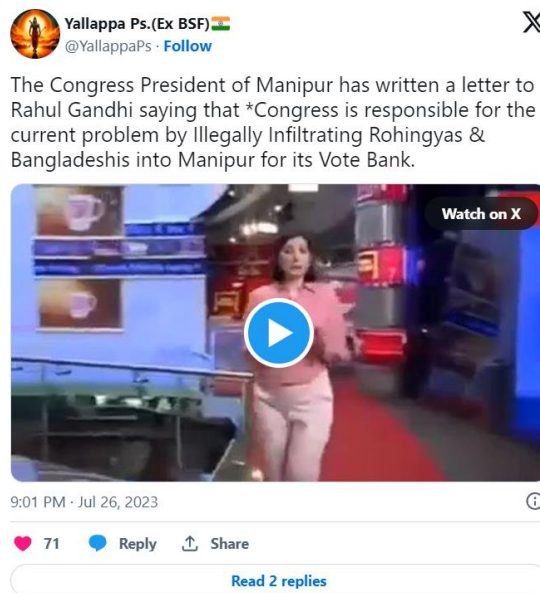 Yallappa Ps.(Ex BSF)🇮🇳
@YallappaPs · Follow
The Congress President of Manipur has written a letter to
Rahul Gandhi saying that *Congress is responsible for the
current problem by Illegally Infiltrating Rohingyas &
Bangladeshis into Manipur for its Vote Bank.
Watch on X
9:01 PM · Jul 26, 2023
71 Reply Share
Read 2 replies